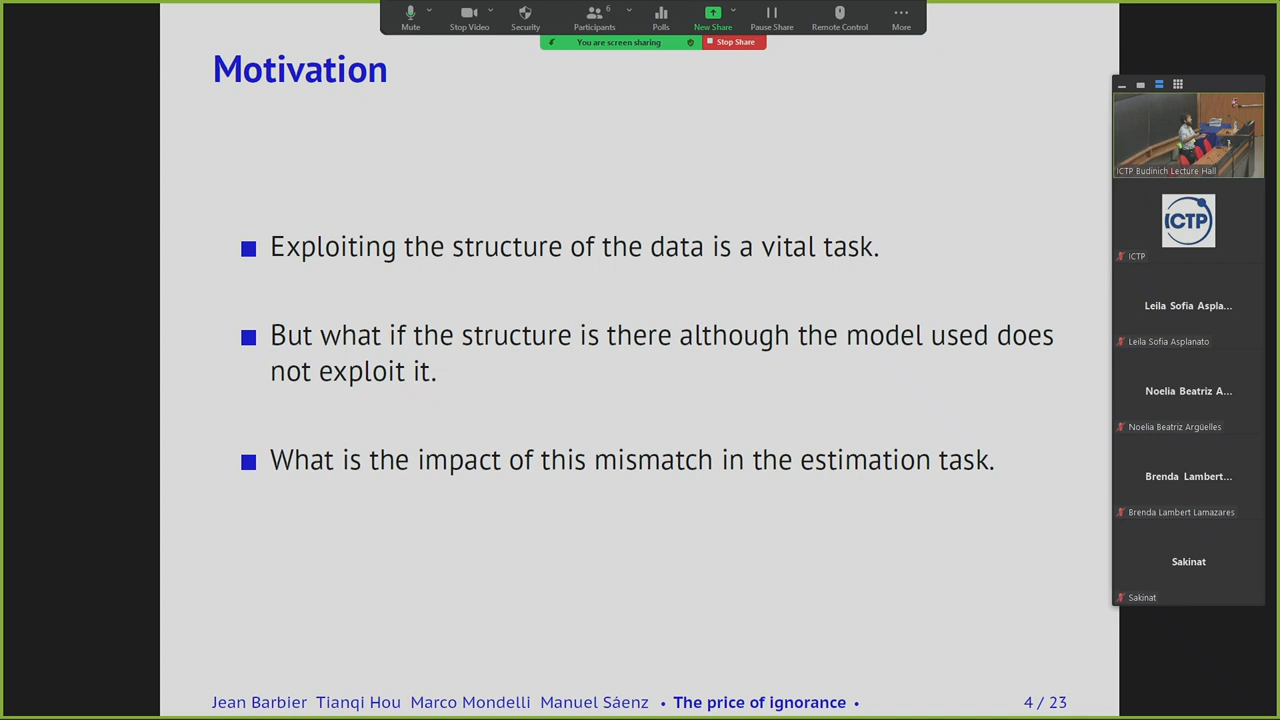 Mute
Stop Video
Security
Participants
6
Polls
New Share
Pause Share
Remote Control
More
You are screen sharing
Stop Share
Motivation
Exploiting the structure of the data is a vital task.
But what if the structure is there although the model used does
not exploit it.
What is the impact of this mismatch in the estimation task.
Jean Barbier Tianqi Hou Marco Mondelli Manuel Sáenz • The price of ignorance •
4 / 23
ICTP Budinich Lecture Hall
ICTP
ICTP
Leila Sofia Aspla...
Leila Sofia Asplanato
Noelia Beatriz A...
Noelia Beatriz Argüelles
Brenda Lambert...
Brenda Lambert Lamazares
Sakinat
Sakinat